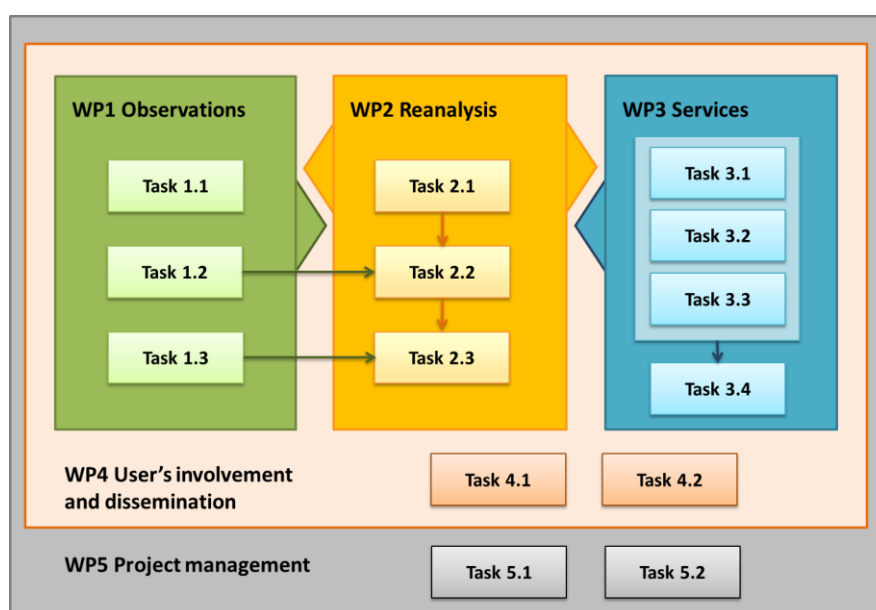 WP1 Observations
Task 1.1
Task 1.2
Task 1.3
WP2 Reanalysis
Task 2.1
Task 2.2
Task 2.3
WP3 Services
Task 3.1
Task 3.2
Task 3.3
Task 3.4
WP4 User's involvement
and dissemination
Task 4.1
Task 4.2
WP5 Project management
Task 5.1
Task 5.2